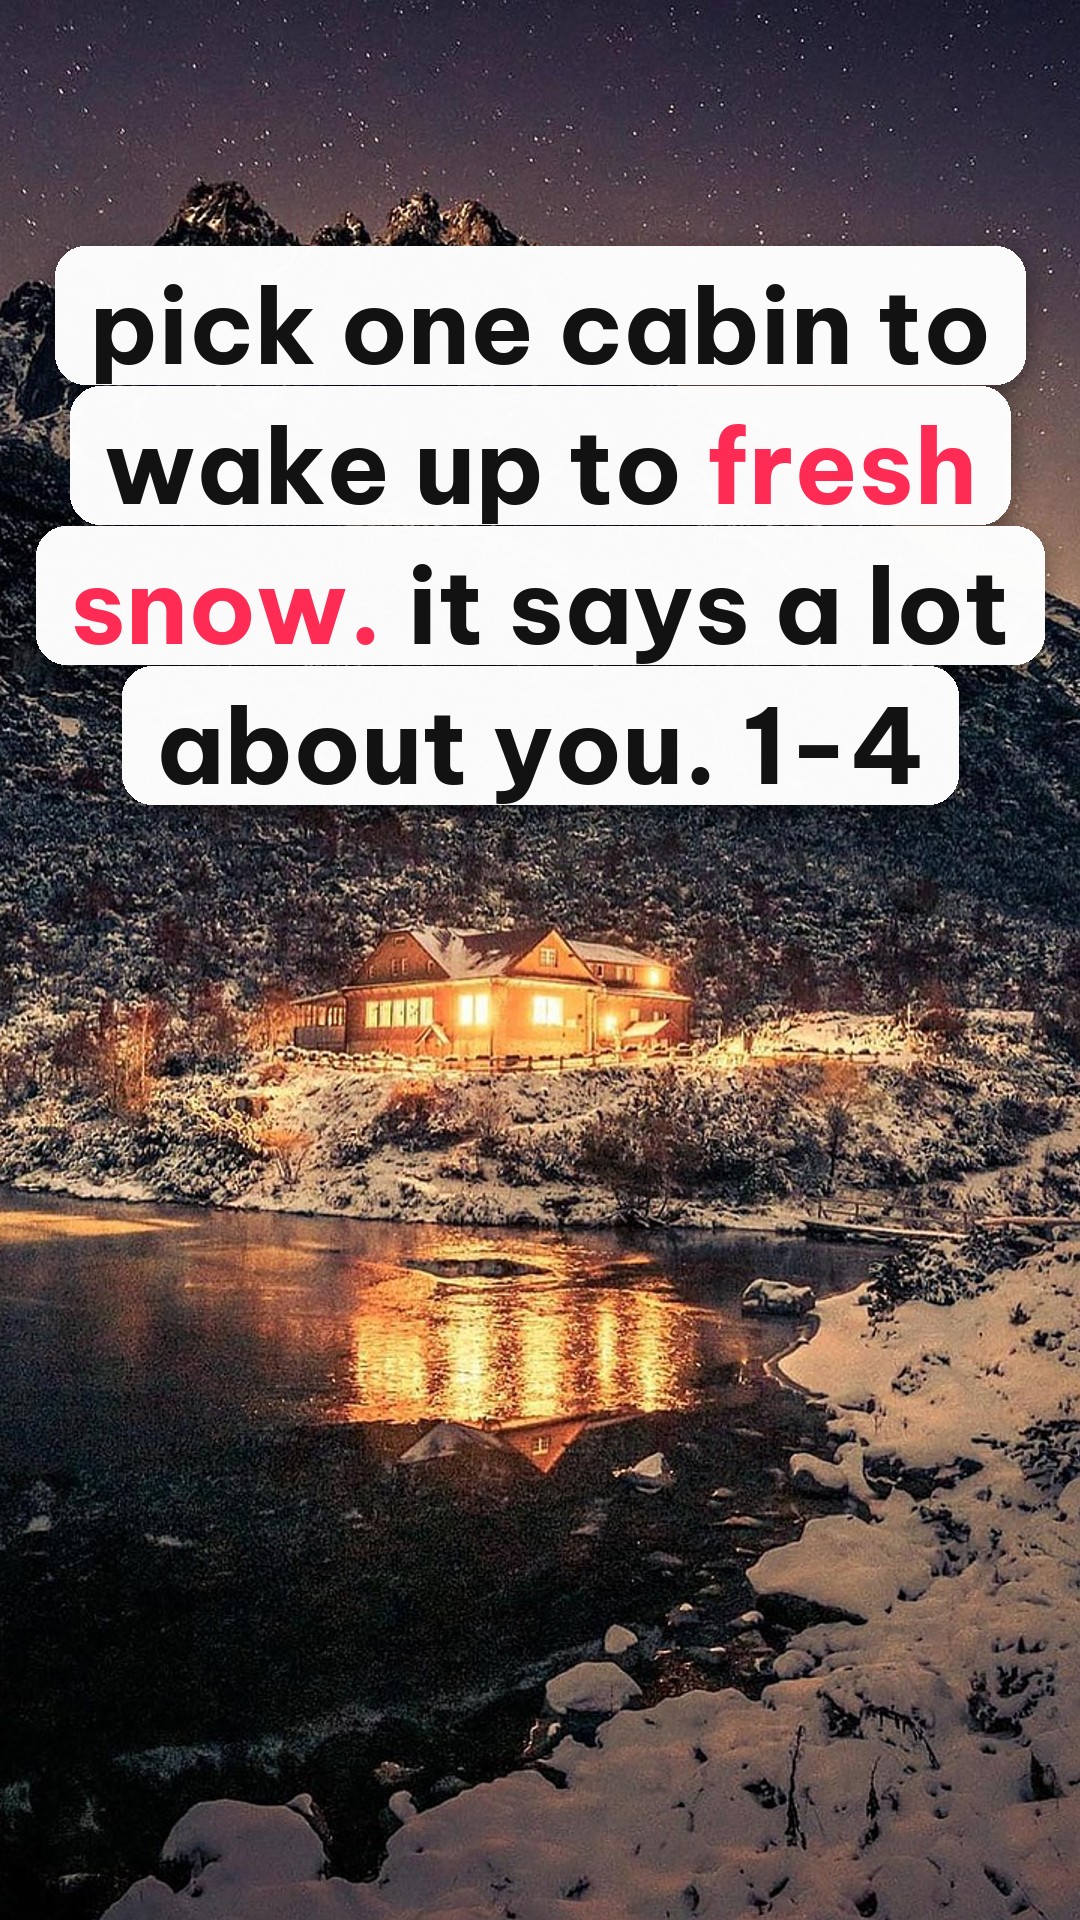 pick one cabin to
wake up to fresh
snow. it says a lot
about you. 1-4